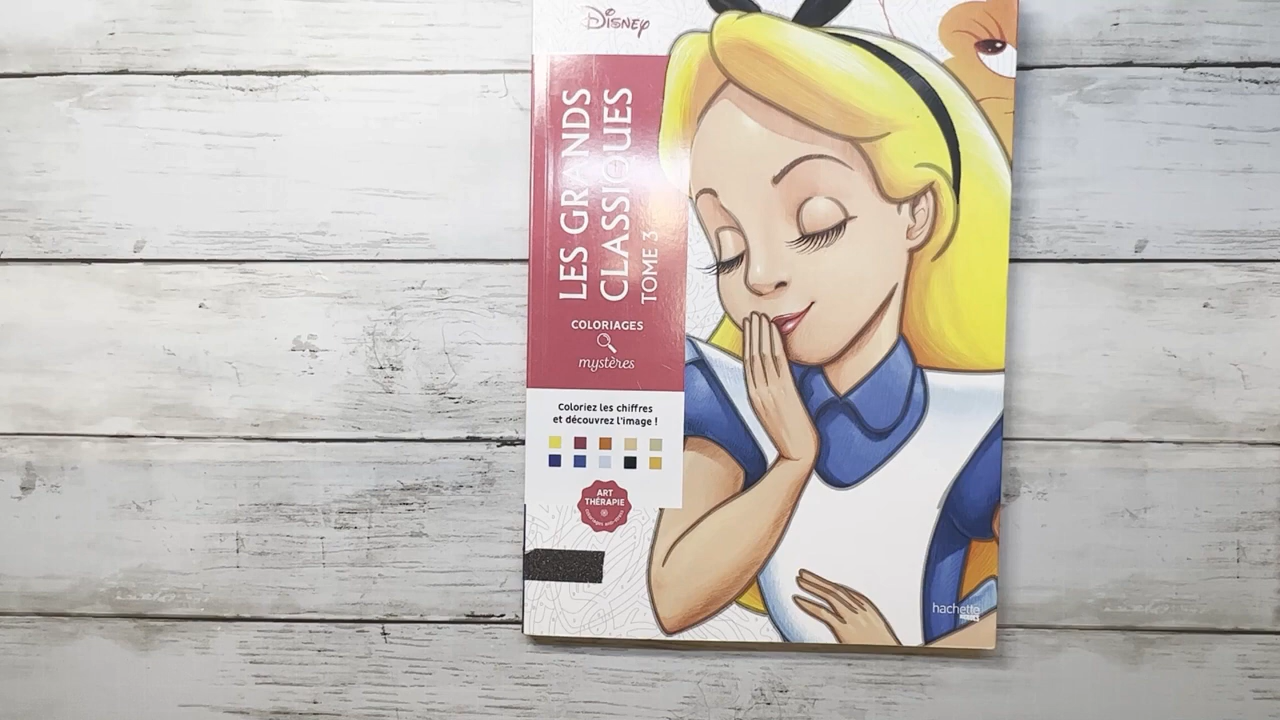 Disney
LES GRANDS
CLASSIQUES
TOME 3
COLORIAGES
mystères
Coloriez les chiffres
et découvrez l'image !
ART
THÉRAPIE
hachette